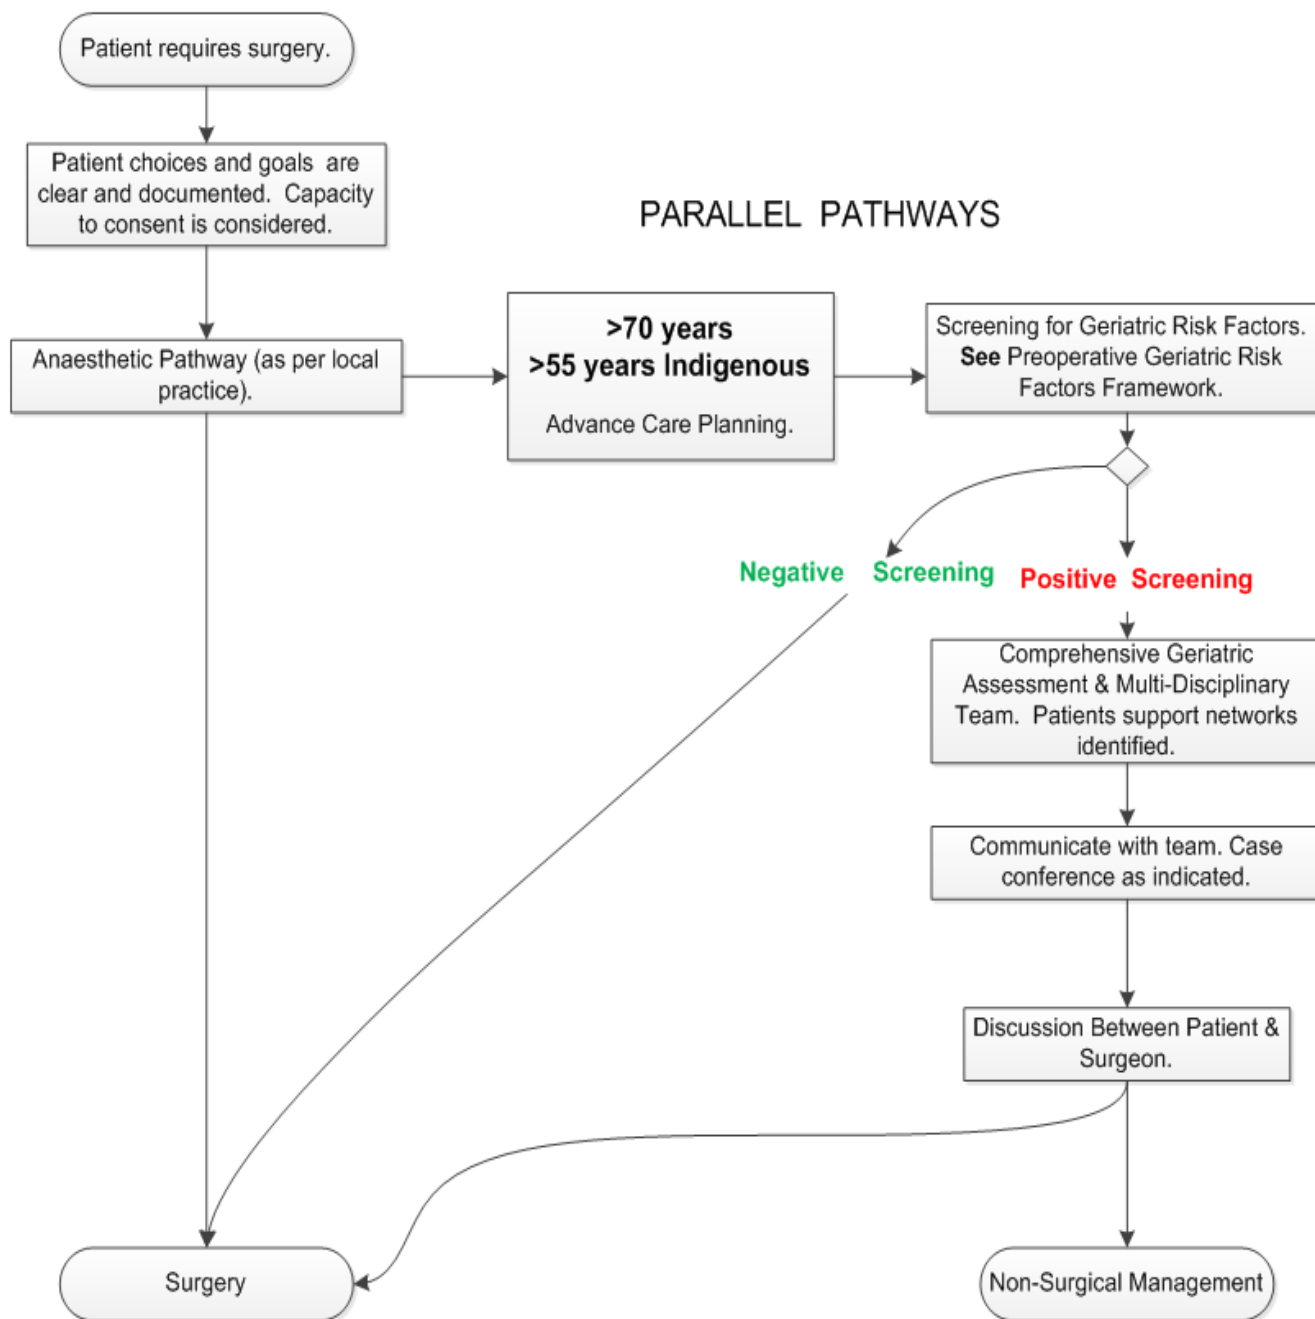 Patient requires surgery.
Patient choices and goals are
clear and documented. Capacity
to consent is considered.
PARALLEL PATHWAYS
Anaesthetic Pathway (as per local
practice).
>70 years
>55 years Indigenous
Advance Care Planning.
Screening for Geriatric Risk Factors.
See Preoperative Geriatric Risk
Factors Framework.
Negative Screening
Positive Screening
Comprehensive Geriatric
Assessment & Multi-Disciplinary
Team. Patients support networks
identified.
Communicate with team. Case
conference as indicated.
Discussion Between Patient &
Surgeon.
Surgery
Non-Surgical Management